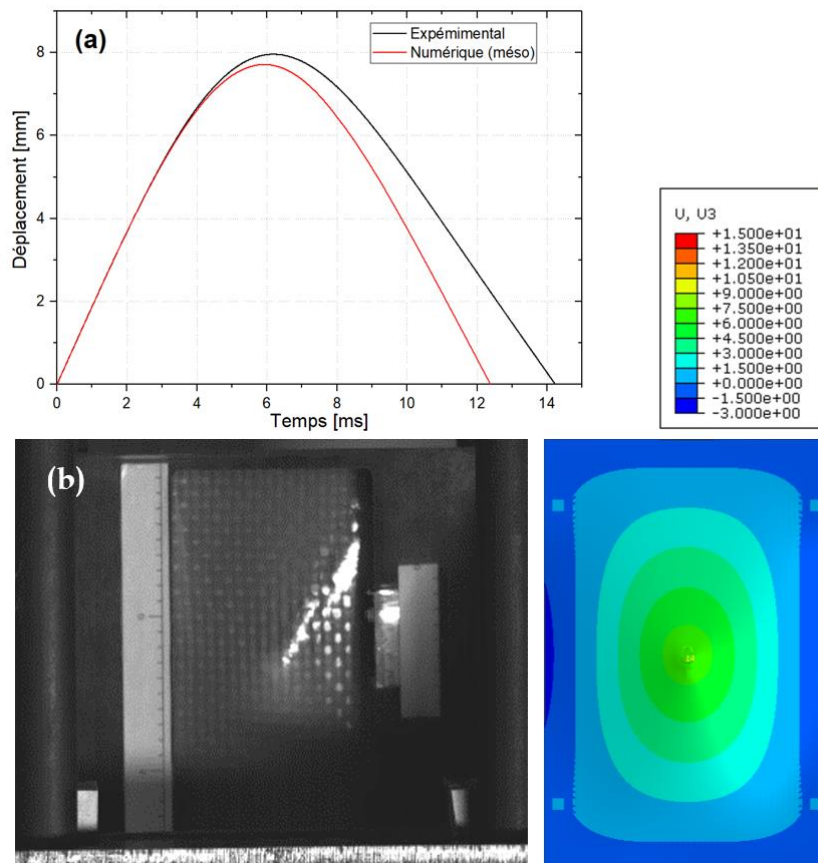 (a)
Expémimental
Numérique (méso)
Déplacement [mm]
8
6
4
2
0
0 2 4 6 8 10 12 14
Temps [ms]
U, U3
+1.500e+01
+1.350e+01
+1.200e+01
+1.050e+01
+9.000e+00
+7.500e+00
+6.000e+00
+4.500e+00
+3.000e+00
+1.500e+00
+0.000e+00
-1.500e+00
-3.000e+00
(b)